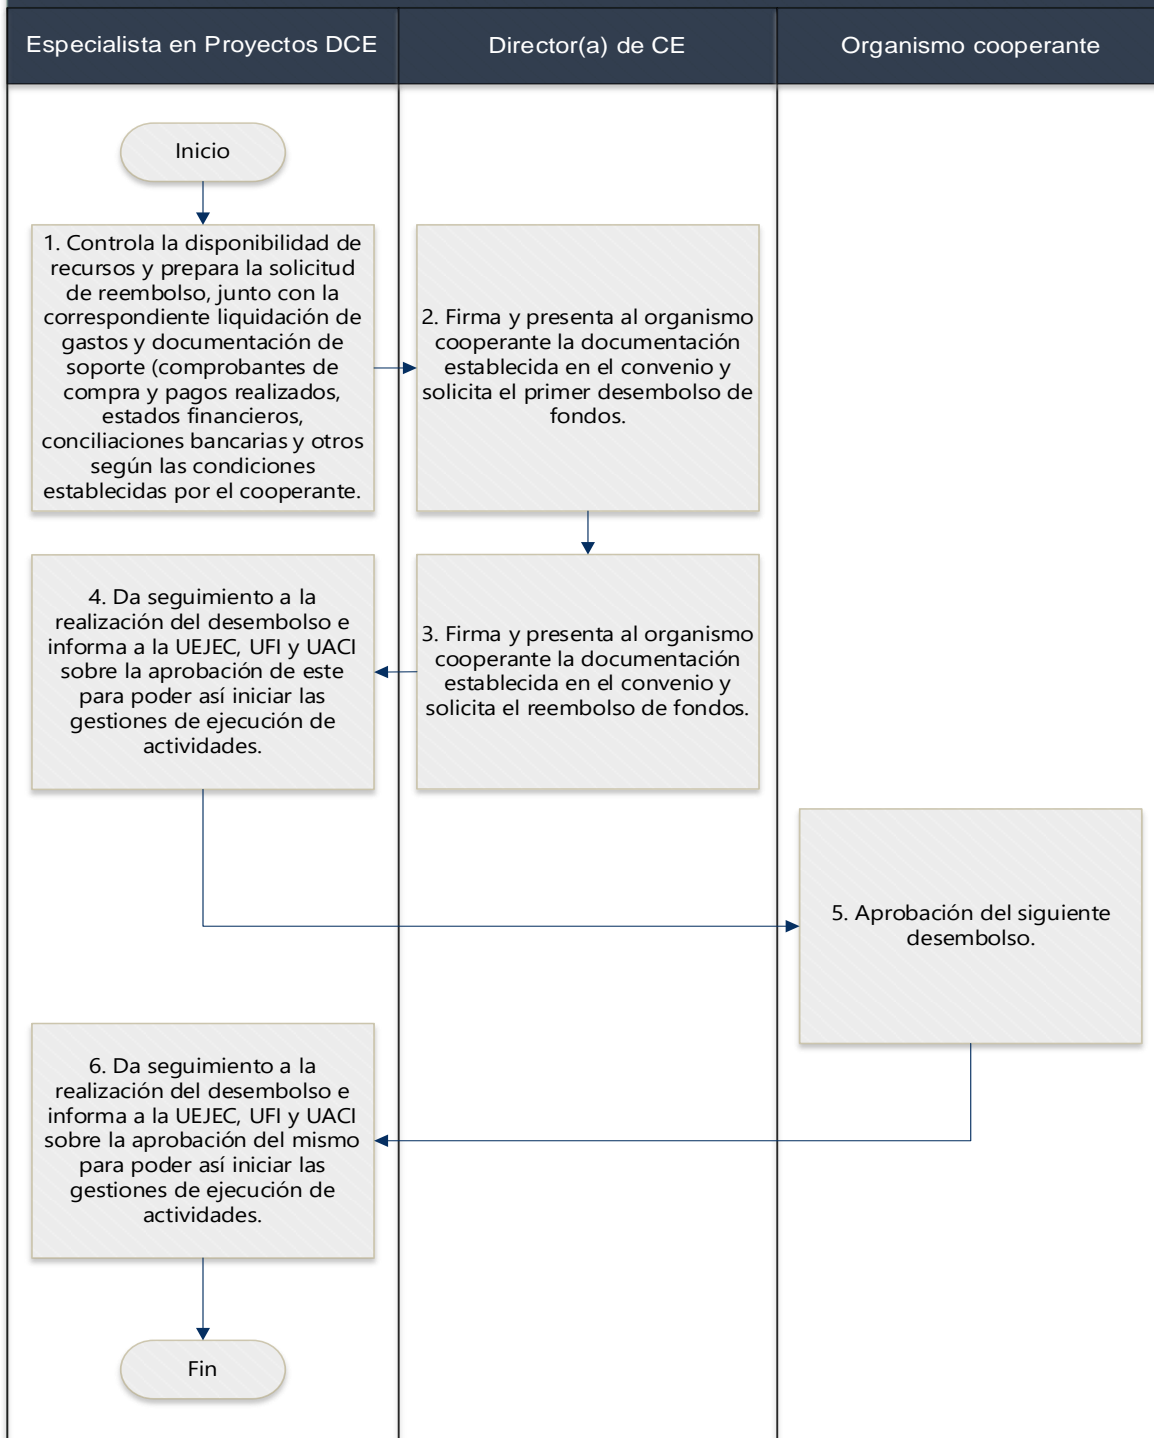 Especialista en Proyectos DCE
Director(a) de CE
Organismo cooperante
Inicio
1. Controla la disponibilidad de
recursos y prepara la solicitud
de reembolso, junto con la
correspondiente liquidación de
gastos y documentación de
soporte (comprobantes de
compra y pagos realizados,
estados financieros,
conciliaciones bancarias y otros
según las condiciones
establecidas por el cooperante.
2. Firma y presenta al organismo
cooperante la documentación
establecida en el convenio y
solicita el primer desembolso de
fondos.
3. Firma y presenta al organismo
cooperante la documentación
establecida en el convenio y
solicita el reembolso de fondos.
4. Da seguimiento a la
realización del desembolso e
informa a la UEJEC, UFI y UACI
sobre la aprobación de este
para poder así iniciar las
gestiones de ejecución de
actividades.
5. Aprobación del siguiente
desembolso.
6. Da seguimiento a la
realización del desembolso e
informa a la UEJEC, UFI y UACI
sobre la aprobación del mismo
para poder así iniciar las
gestiones de ejecución de
actividades.
Fin